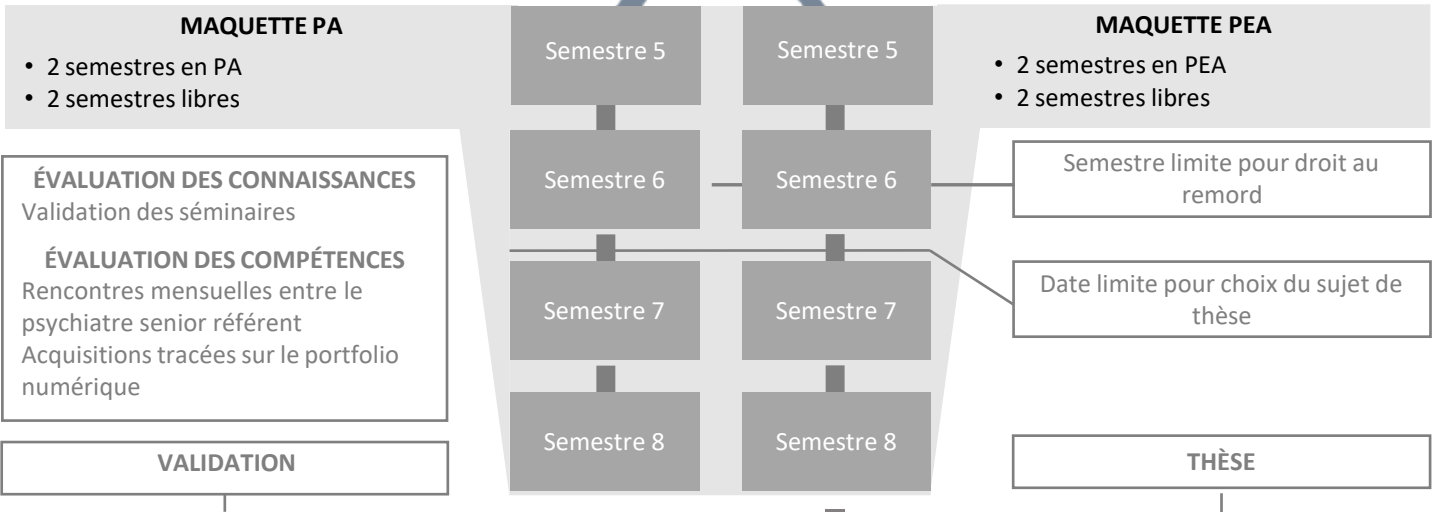 MAQUETTE PA
• 2 semestres en PA
• 2 semestres libres
Semestre 5
Semestre 5
MAQUETTE PEA
• 2 semestres en PEA
• 2 semestres libres
ÉVALUATION DES CONNAISSANCES
Validation des séminaires
ÉVALUATION DES COMPÉTENCES
Rencontres mensuelles entre le
psychiatre senior référent
Acquisitions tracées sur le portfolio
numérique
Semestre 6
Semestre 6
Semestre limite pour droit au
remord
Semestre 7
Semestre 7
Date limite pour choix du sujet de
thèse
Semestre 8
Semestre 8
VALIDATION
THÈSE